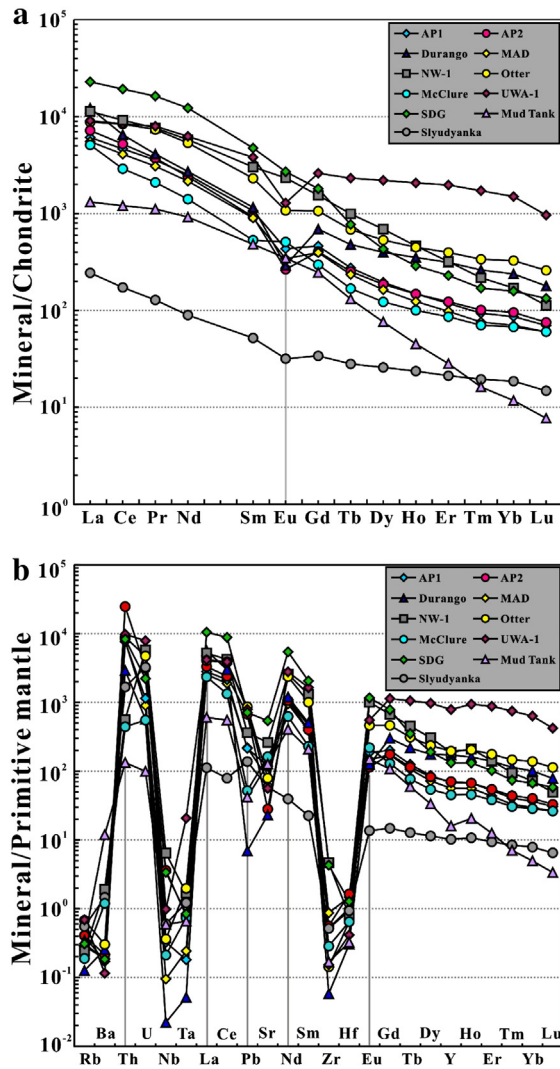 a
Mineral/Chondrite
10^5
10^4
10^3
10^2
10^1
10^0
AP1 AP2
Durango MAD
NW-1 Otter
McClure UWA-1
SDG Mud Tank
Slyudyanka
La Ce Pr Nd Sm Eu Gd Tb Dy Ho Er Tm Yb Lu
b
Mineral/Primitive mantle
10^5
10^4
10^3
10^2
10^1
10^0
10^-1
10^-2
AP1 AP2
Durango MAD
NW-1 Otter
McClure UWA-1
SDG Mud Tank
Slyudyanka
Ba U Ta Ce Sr Sm Hf Gd Dy Ho Tm Lu
Rb Th Nb La Pb Nd Zr Eu Tb Y Er Yb